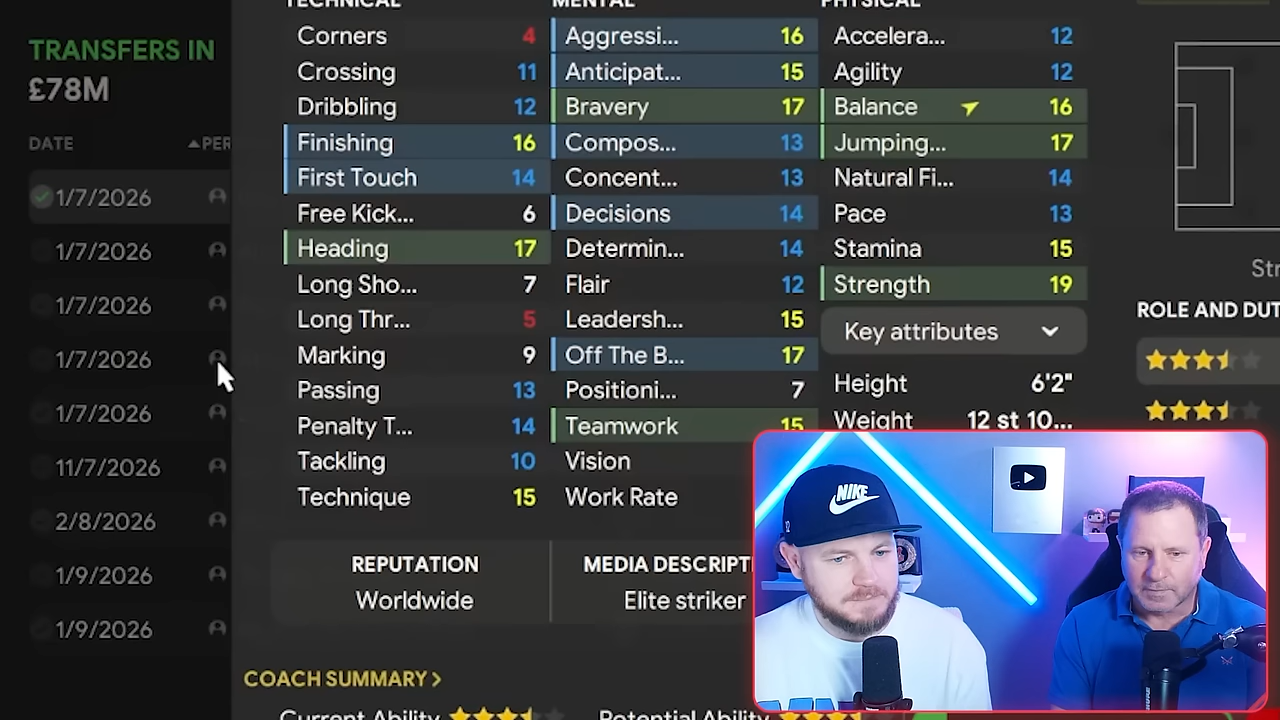 TECHNICAL MENTAL PHYSICAL
TRANSFERS IN
£78M
DATE PER
1/7/2026
1/7/2026
1/7/2026
1/7/2026
1/7/2026
11/7/2026
2/8/2026
1/9/2026
1/9/2026
Corners 4
Crossing 11
Dribbling 12
Finishing 16
First Touch 14
Free Kick... 6
Heading 17
Long Sho... 7
Long Thr... 5
Marking 9
Passing 13
Penalty T... 14
Tackling 10
Technique 15
Aggressi... 16
Anticipat... 15
Bravery 17
Compos... 13
Concent... 13
Decisions 14
Determin... 14
Flair 12
Leadersh... 15
Off The B... 17
Positioni... 7
Teamwork 15
Vision
Work Rate
Accelera... 12
Agility 12
Balance 16
Jumping... 17
Natural Fi... 14
Pace 13
Stamina 15
Strength 19
Key attributes
Height 6'2"
Weight 12 st 10...
Str
ROLE AND DUT
REPUTATION
Worldwide
MEDIA DESCRIPTI
Elite striker
COACH SUMMARY >
Current Ability
Potential Ability
NIKE